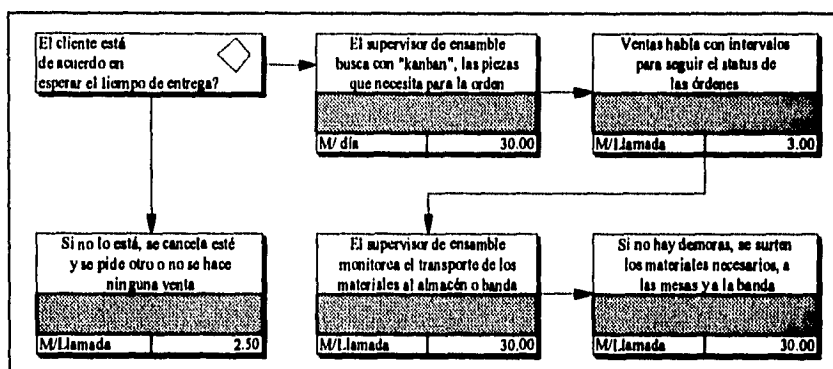 El cliente está
de acuerdo en
esperar el tiempo de entrega?
El supervisor de ensamble
busca con "kanban", las piezas
que necesita para la orden
M/ día 30.00
Ventas habla con intervalos
para seguir el status de
las órdenes
M/Llamada 3.00
Si no lo está, se cancela esté
y se pide otro o no se hace
ninguna venta
M/Llamada 2.50
El supervisor de ensamble
monitorea el transporte de los
materiales al almacén o banda
M/Llamada 30.00
Si no hay demoras, se surten
los materiales necesarios, a
las mesas y a la banda
M/Llamada 30.00